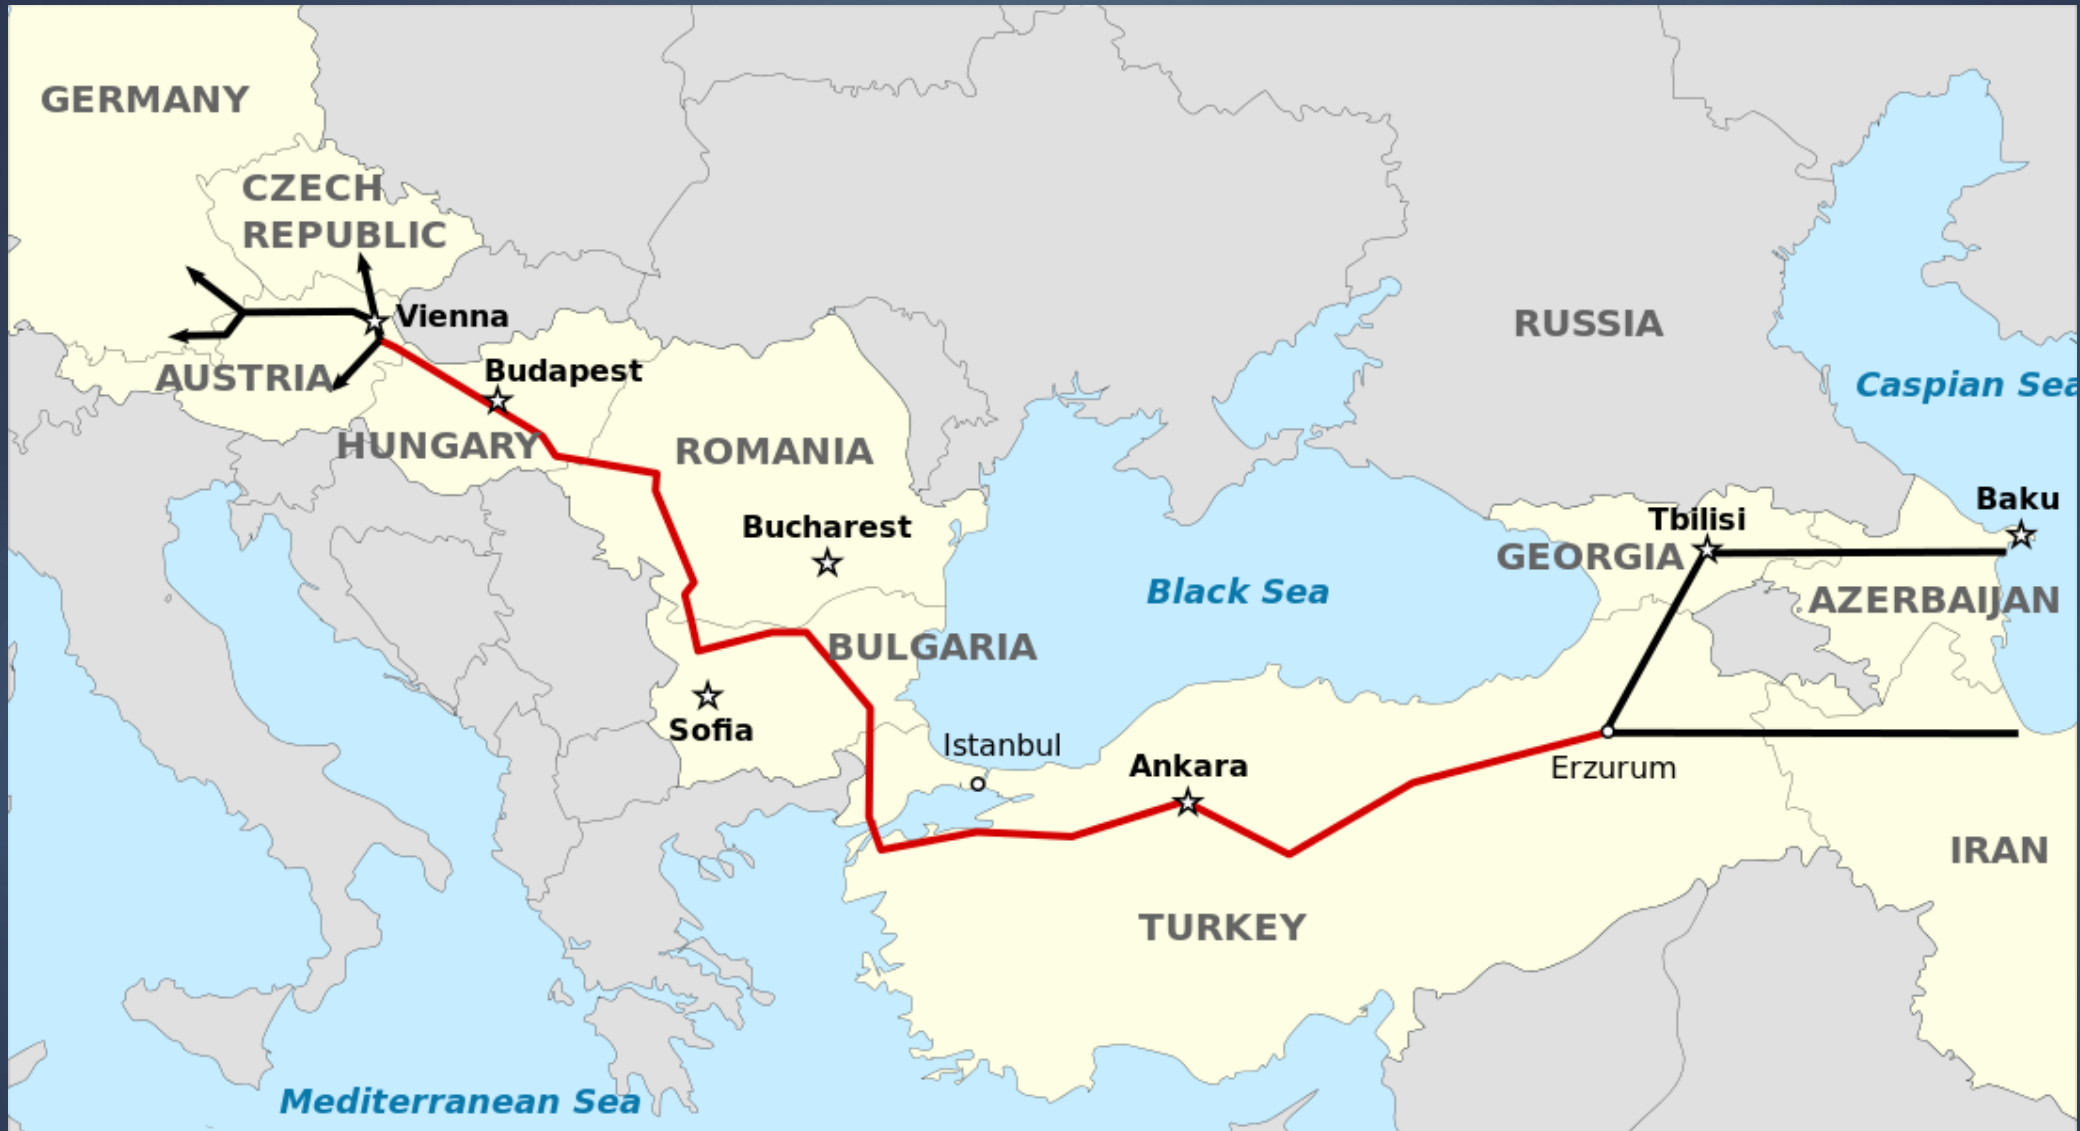 GERMANY
CZECH
REPUBLIC
Vienna
RUSSIA
Budapest
AUSTRIA
Caspian Sea
HUNGARY
ROMANIA
Baku
Tbilisi
Bucharest
GEORGIA
Black Sea
AZERBAIJAN
BULGARIA
Sofia
Istanbul
Ankara
Erzurum
IRAN
TURKEY
Mediterranean Sea